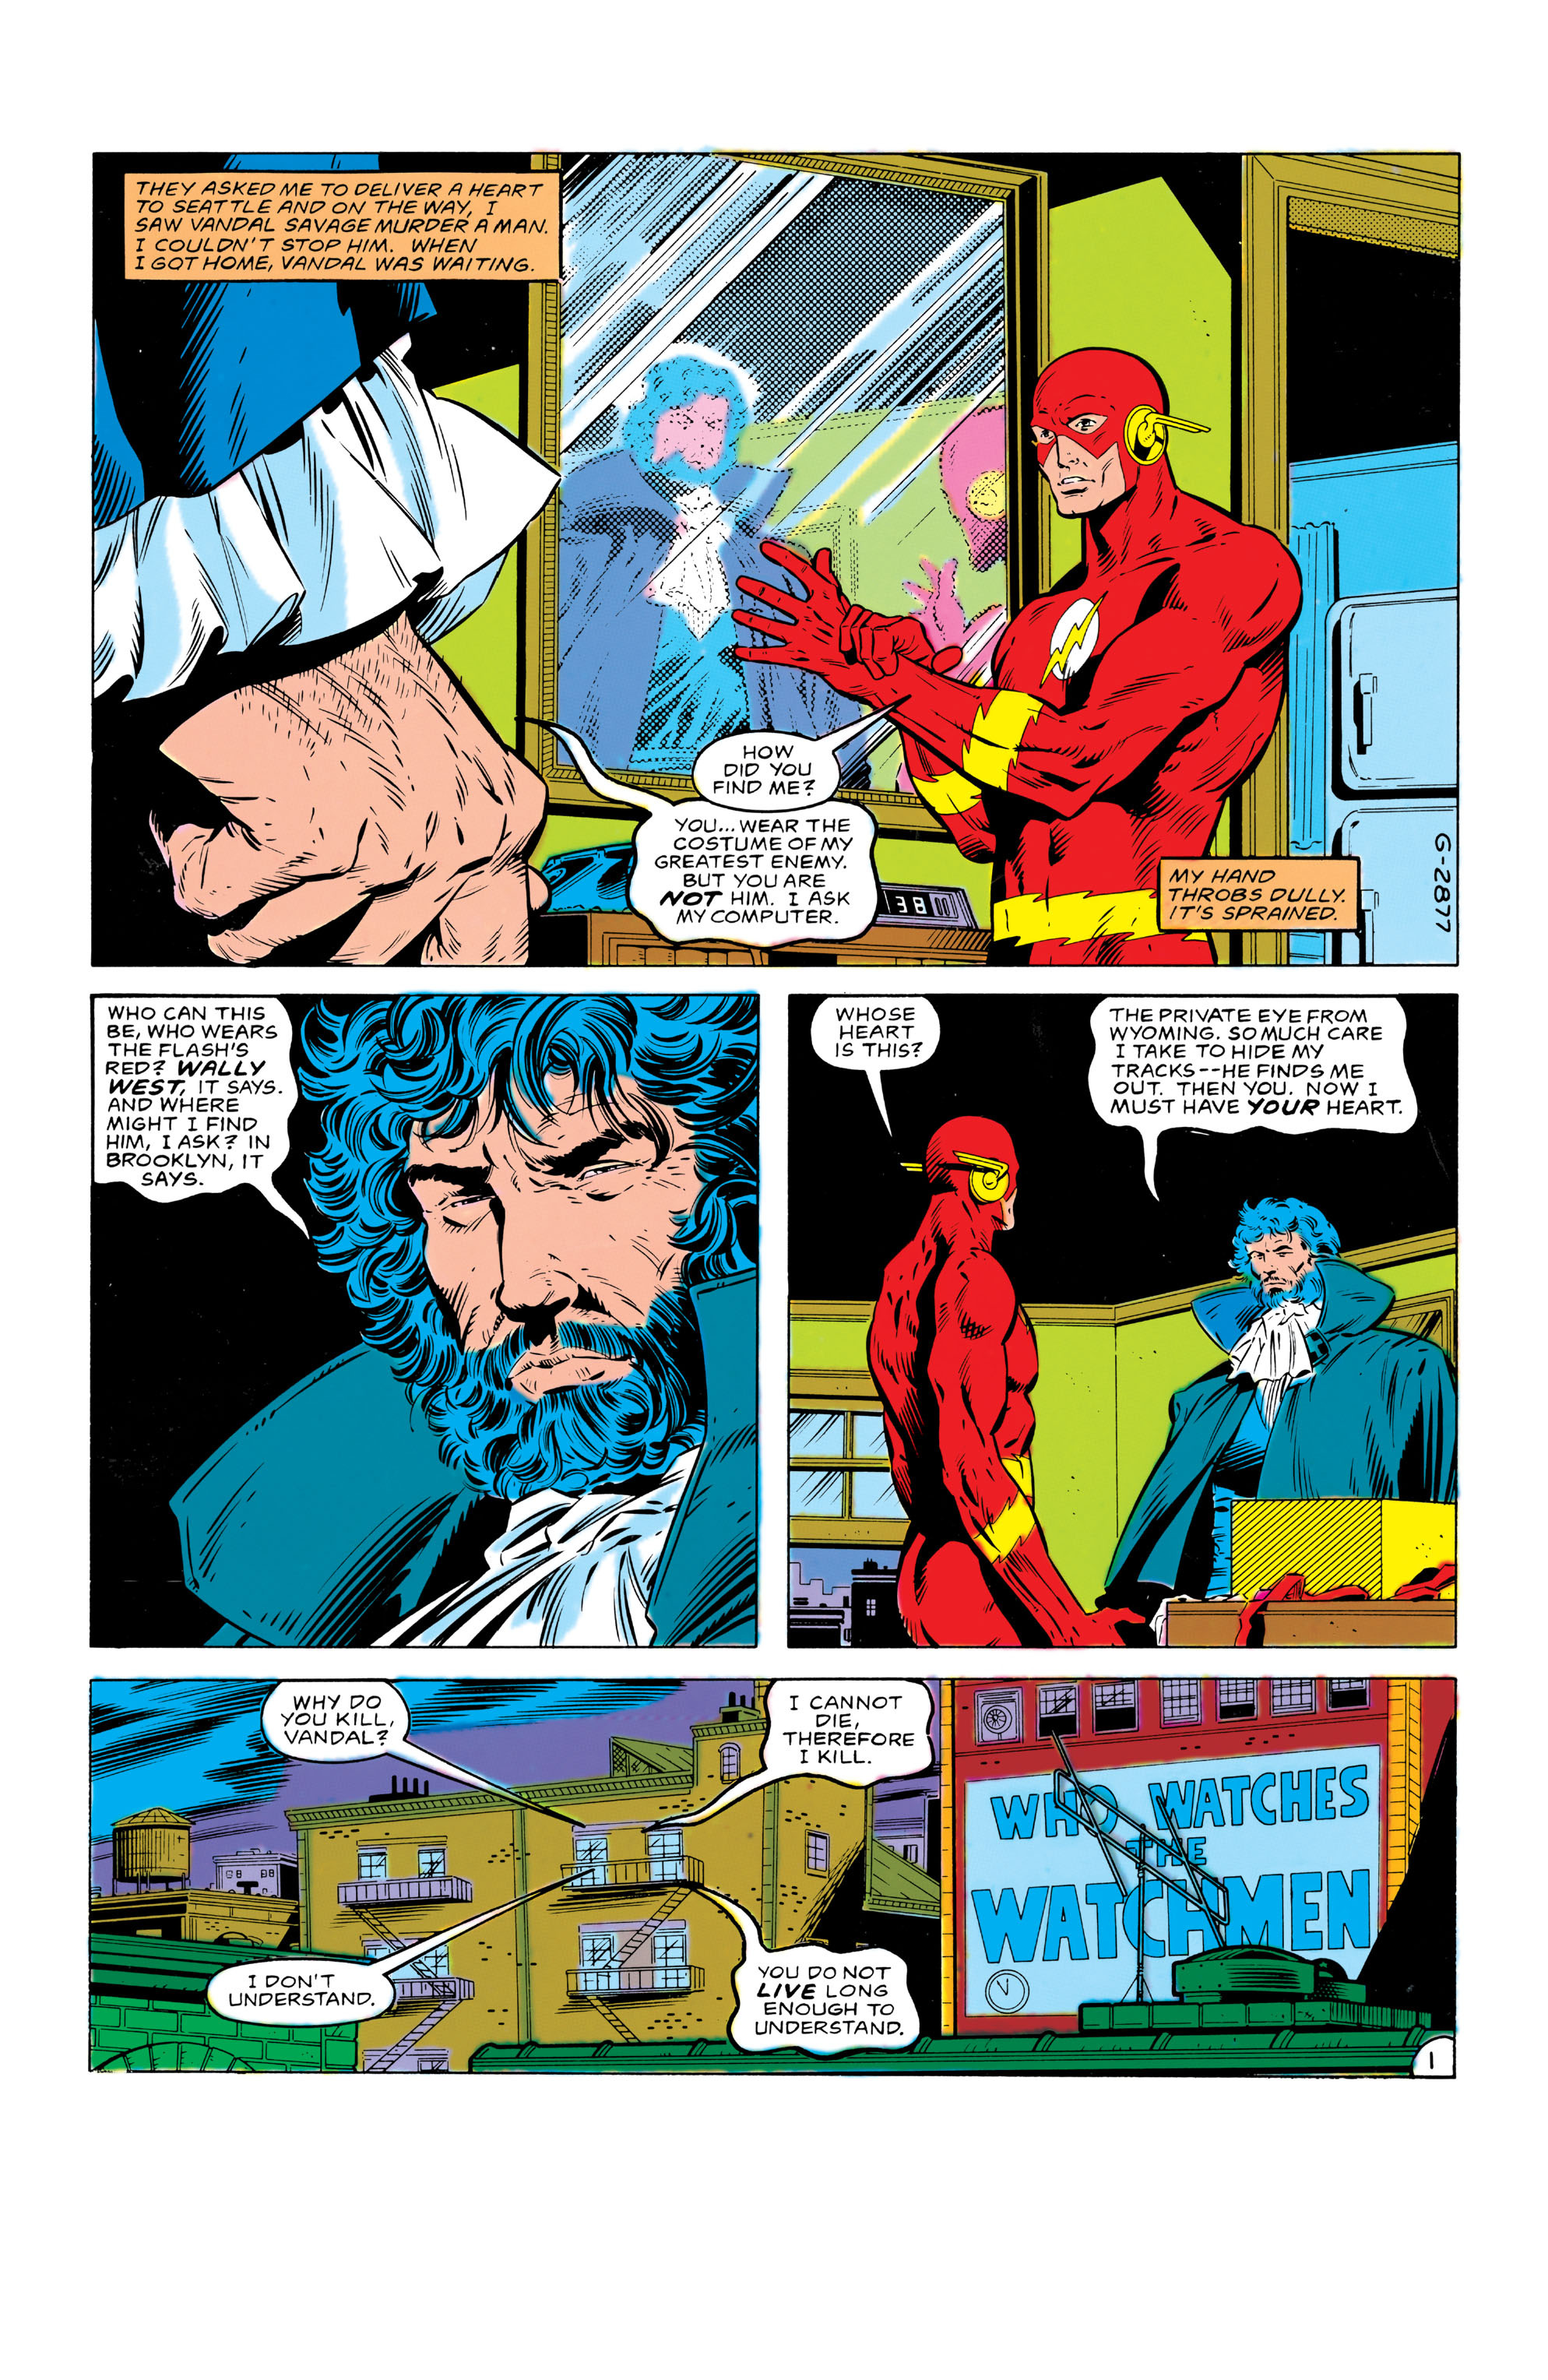 THEY ASKED ME TO DELIVER A HEART
TO SEATTLE AND ON THE WAY, I
SAW VANDAL SAVAGE MURDER A MAN.
I COULDN'T STOP HIM. WHEN
I GOT HOME, VANDAL WAS WAITING.
HOW
DID YOU
FIND ME?
YOU... WEAR THE
COSTUME OF MY
GREATEST ENEMY.
BUT YOU ARE
NOT HIM. I ASK
MY COMPUTER.
38
MY HAND
THROBS DULLY.
IT'S SPRAINED.
G-2877
WHO CAN THIS
BE, WHO WEARS
THE FLASH'S
RED? WALLY
WEST, IT SAYS.
AND WHERE
MIGHT I FIND
HIM, I ASK? IN
BROOKLYN, IT
SAYS.
WHOSE
HEART
IS THIS?
THE PRIVATE EYE FROM
WYOMING. SO MUCH CARE
I TAKE TO HIDE MY
TRACKS--HE FINDS ME
OUT. THEN YOU. NOW I
MUST HAVE YOUR HEART.
WHY DO
YOU KILL,
VANDAL?
I CANNOT
DIE,
THEREFORE
I KILL.
I DON'T
UNDERSTAND.
YOU DO NOT
LIVE LONG
ENOUGH TO
UNDERSTAND.
WHO WATCHES
THE
WATCHMEN
V
1